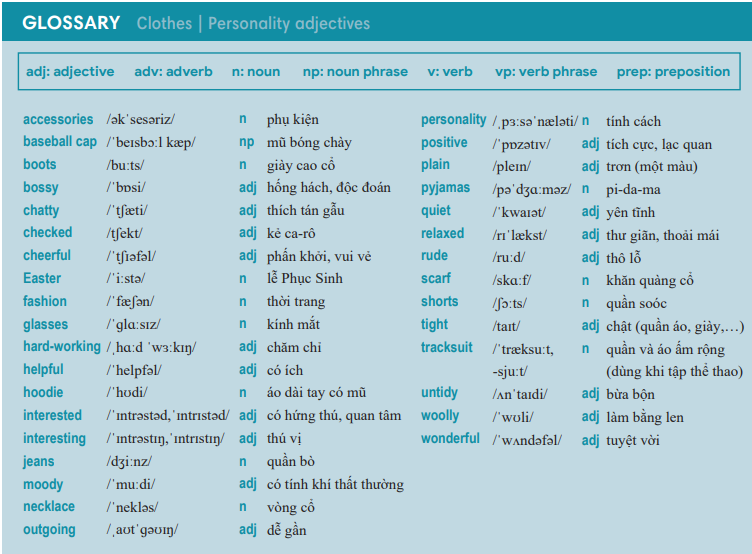 GLOSSARY Clothes | Personality adjectives
adj: adjective adv: adverb n: noun np: noun phrase v: verb vp: verb phrase prep: preposition
accessories /əkˈsesəriz/ n phụ kiện
baseball cap /ˈbeɪsbɔːl kæp/ np mũ bóng chày
boots /buːts/ n giày cao cổ
bossy /ˈbɒsi/ adj hống hách, độc đoán
chatty /ˈtʃæti/ adj thích tán gẫu
checked /tʃekt/ adj kẻ ca-rô
cheerful /ˈtʃɪəfəl/ adj phấn khởi, vui vẻ
Easter /ˈiːstə/ n lễ Phục Sinh
fashion /ˈfæʃən/ n thời trang
glasses /ˈɡlɑːsɪz/ n kính mắt
hard-working /ˌhɑːd ˈwɜːkɪŋ/ adj chăm chỉ
helpful /ˈhelpfəl/ adj có ích
hoodie /ˈhʊdi/ n áo dài tay có mũ
interested /ˈɪntrəstəd,ˈɪntrɪstəd/ adj có hứng thú, quan tâm
interesting /ˈɪntrəstɪŋ,ˈɪntrɪstɪŋ/ adj thú vị
jeans /dʒiːnz/ n quần bò
moody /ˈmuːdi/ adj có tính khí thất thường
necklace /ˈnekləs/ n vòng cổ
outgoing /ˌaʊtˈɡəʊɪŋ/ adj dễ gần
personality /ˌpɜːsəˈnæləti/ n tính cách
positive /ˈpɒzətɪv/ adj tích cực, lạc quan
plain /pleɪn/ adj trơn (một màu)
pyjamas /pəˈdʒɑːməz/ n pi-da-ma
quiet /ˈkwaɪət/ adj yên tĩnh
relaxed /rɪˈlækst/ adj thư giãn, thoải mái
rude /ruːd/ adj thô lỗ
scarf /skɑːf/ n khăn quàng cổ
shorts /ʃɔːts/ n quần soóc
tight /taɪt/ adj chật (quần áo, giày,…)
tracksuit /ˈtræksuːt, n quần và áo ấm rộng
-sjuːt/ (dùng khi tập thể thao)
untidy /ʌnˈtaɪdi/ adj bừa bộn
woolly /ˈwʊli/ adj làm bằng len
wonderful /ˈwʌndəfəl/ adj tuyệt vời